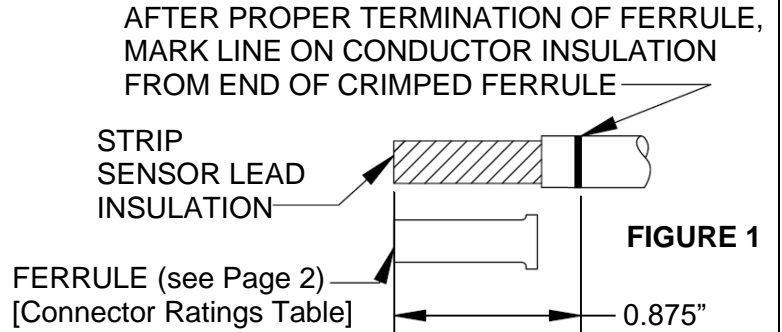 AFTER PROPER TERMINATION OF FERRULE,
MARK LINE ON CONDUCTOR INSULATION
FROM END OF CRIMPED FERRULE
STRIP
SENSOR LEAD
INSULATION
FIGURE 1
FERRULE (see Page 2)
[Connector Ratings Table]
0.875”